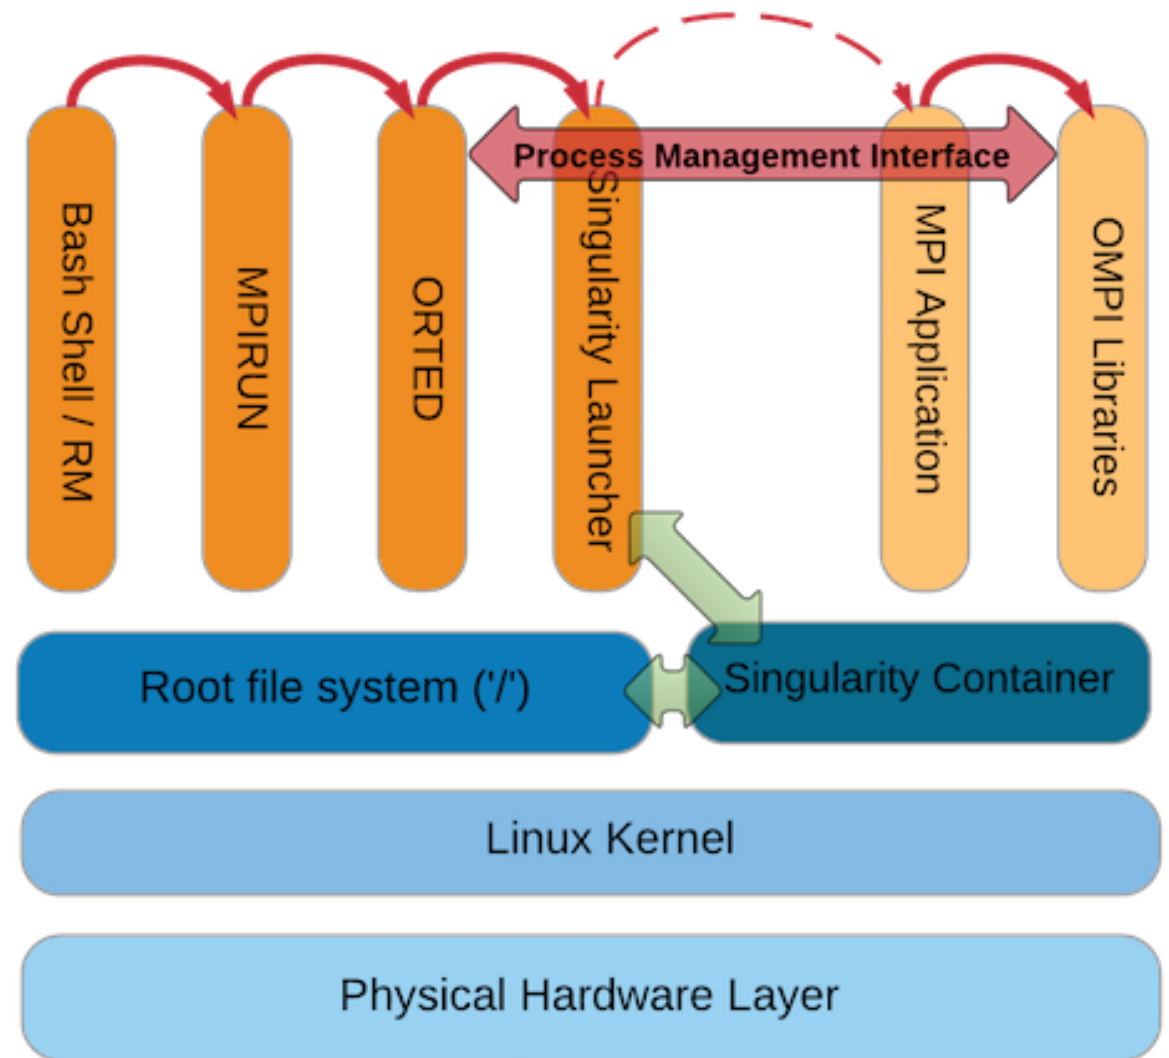 Process Management Interface
Bash Shell / RM
MPIRUN
ORTED
Singularity Launcher
MPI Application
OMPI Libraries
Root file system ('/')
Singularity Container
Linux Kernel
Physical Hardware Layer